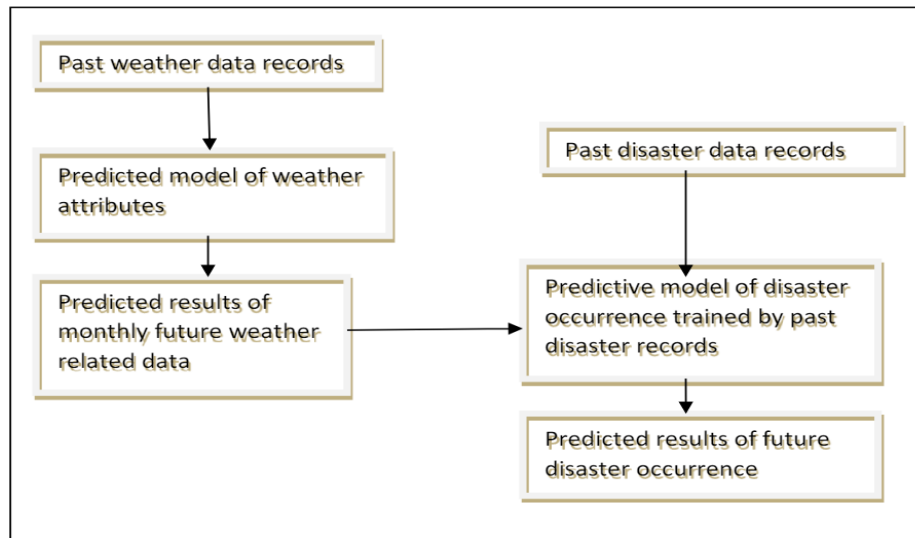 Past weather data records
Predicted model of weather
attributes
Predicted results of
monthly future weather
related data
Past disaster data records
Predictive model of disaster
occurrence trained by past
disaster records
Predicted results of future
disaster occurrence